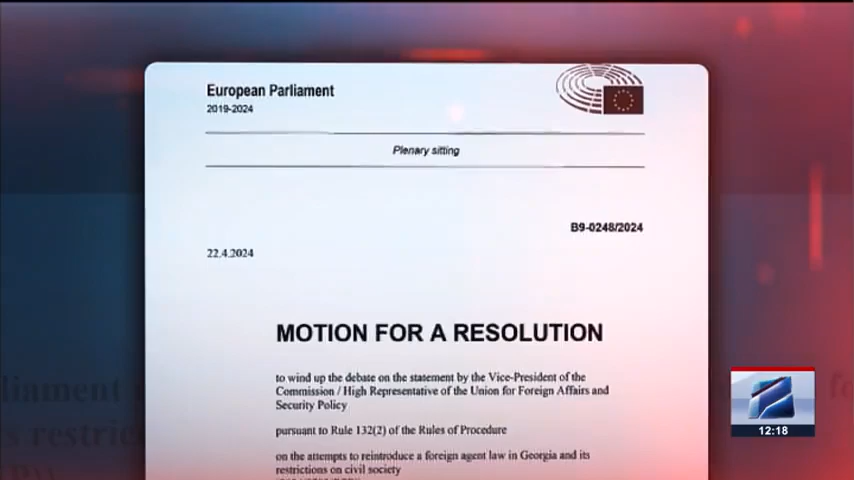 European Parliament
2019-2024
Plenary sitting
B9-0248/2024
22.4.2024
MOTION FOR A RESOLUTION
to wind up the debate on the statement by the Vice-President of the
Commission / High Representative of the Union for Foreign Affairs and
Security Policy
pursuant to Rule 132(2) of the Rules of Procedure
on the attempts to reintroduce a foreign agent law in Georgia and its
restrictions on civil society
12:18